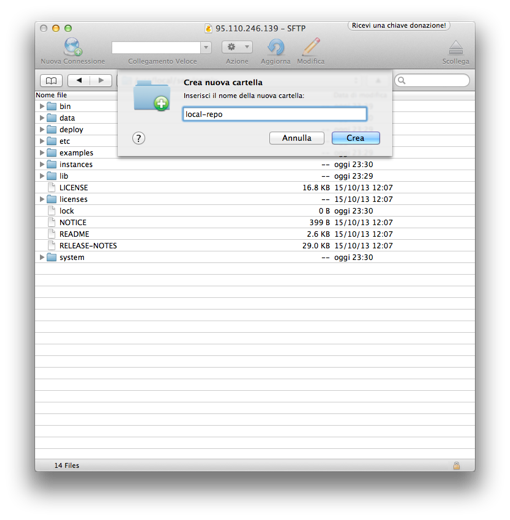 95.110.246.139 – SFTP
Ricevi una chiave donazione!
Nuova Connessione
Collegamento Veloce
Azione
Aggiorna
Modifica
Scollega
Crea nuova cartella
Inserisci il nome della nuova cartella:
local-repo
?
Annulla
Crea
Nome file
bin
data
deploy
etc
examples
instances -- oggi 23:30
lib -- oggi 23:29
LICENSE 16.8 KB 15/10/13 12:07
licenses -- 15/10/13 12:07
lock 0 B oggi 23:30
NOTICE 399 B 15/10/13 12:07
README 2.6 KB 15/10/13 12:07
RELEASE-NOTES 29.0 KB 15/10/13 12:07
system -- oggi 23:30
14 Files